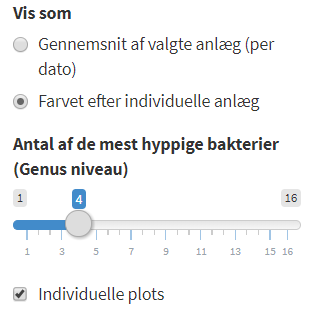 Vis som
Gennemsnit af valgte anlæg (per
dato)
Farvet efter individuelle anlæg
Antal af de mest hyppige bakterier
(Genus niveau)
1 4 16
1 3 5 7 9 11 13 15 16
Individuelle plots